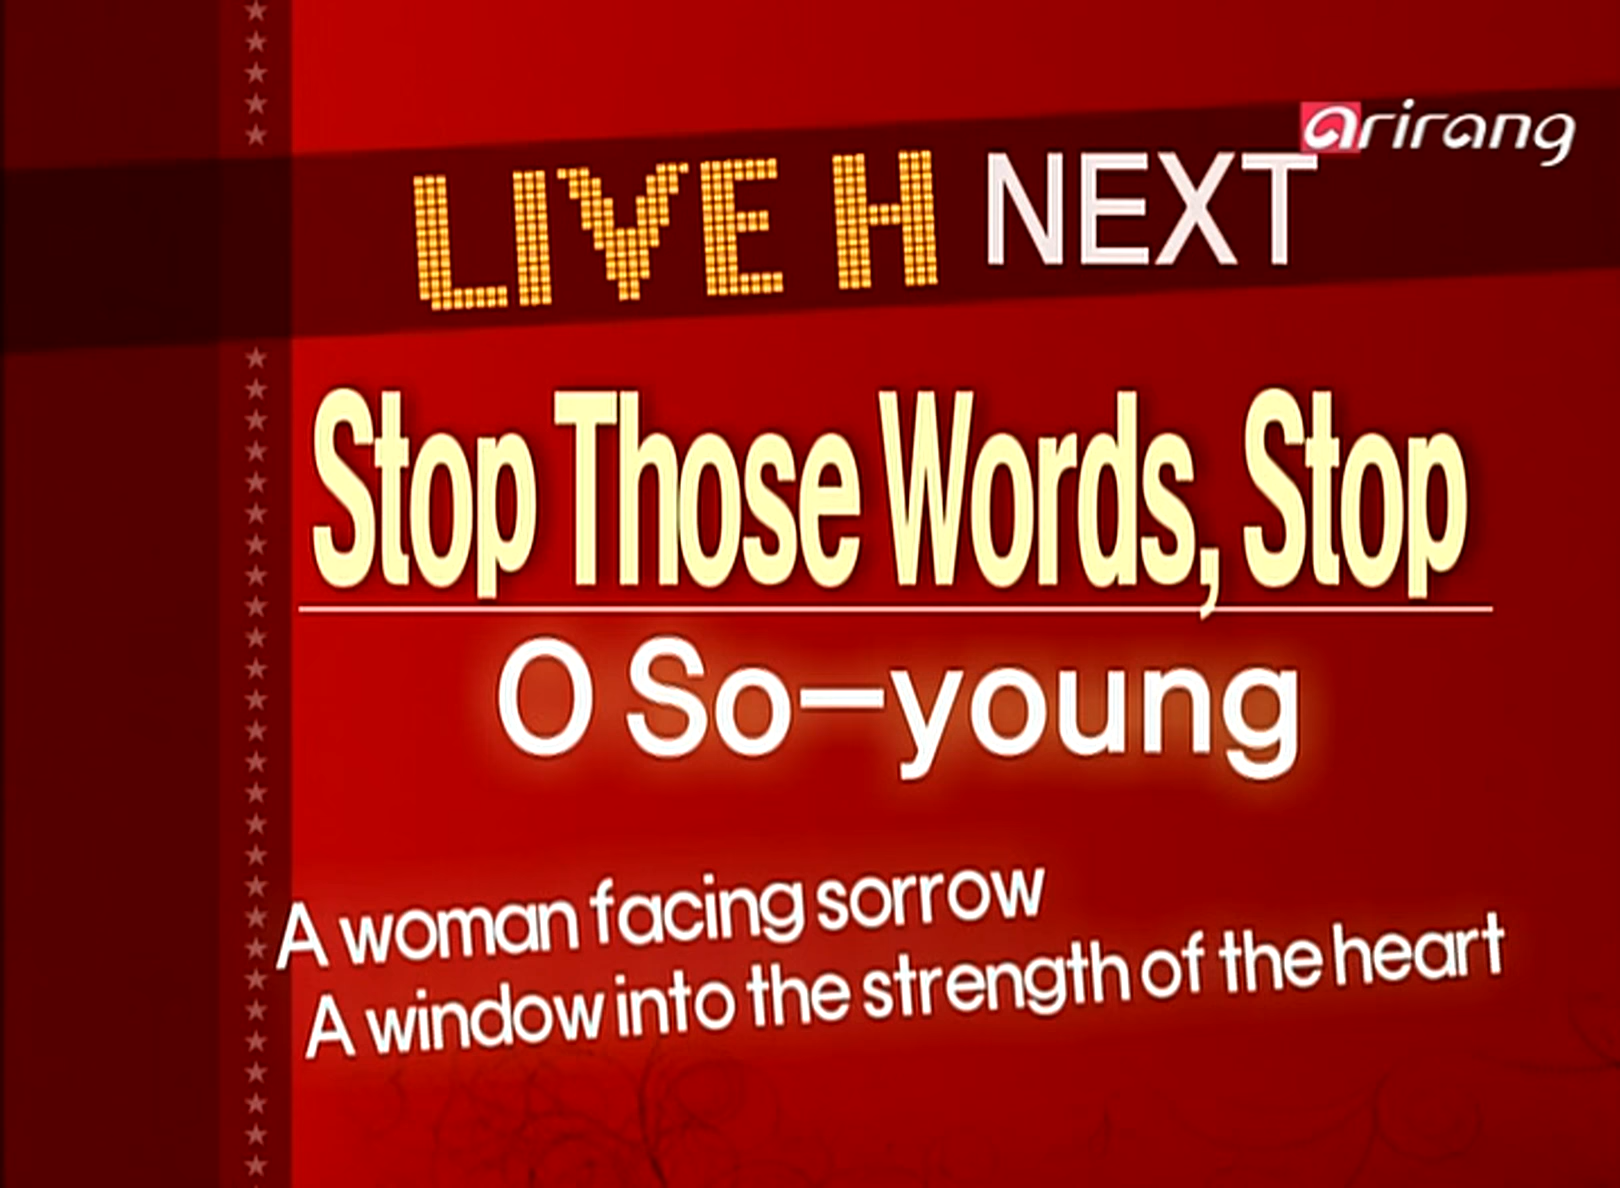 arirang
LIVE H NEXT
Stop Those Words, Stop
O So-young
A woman facing sorrow
A window into the strength of the heart